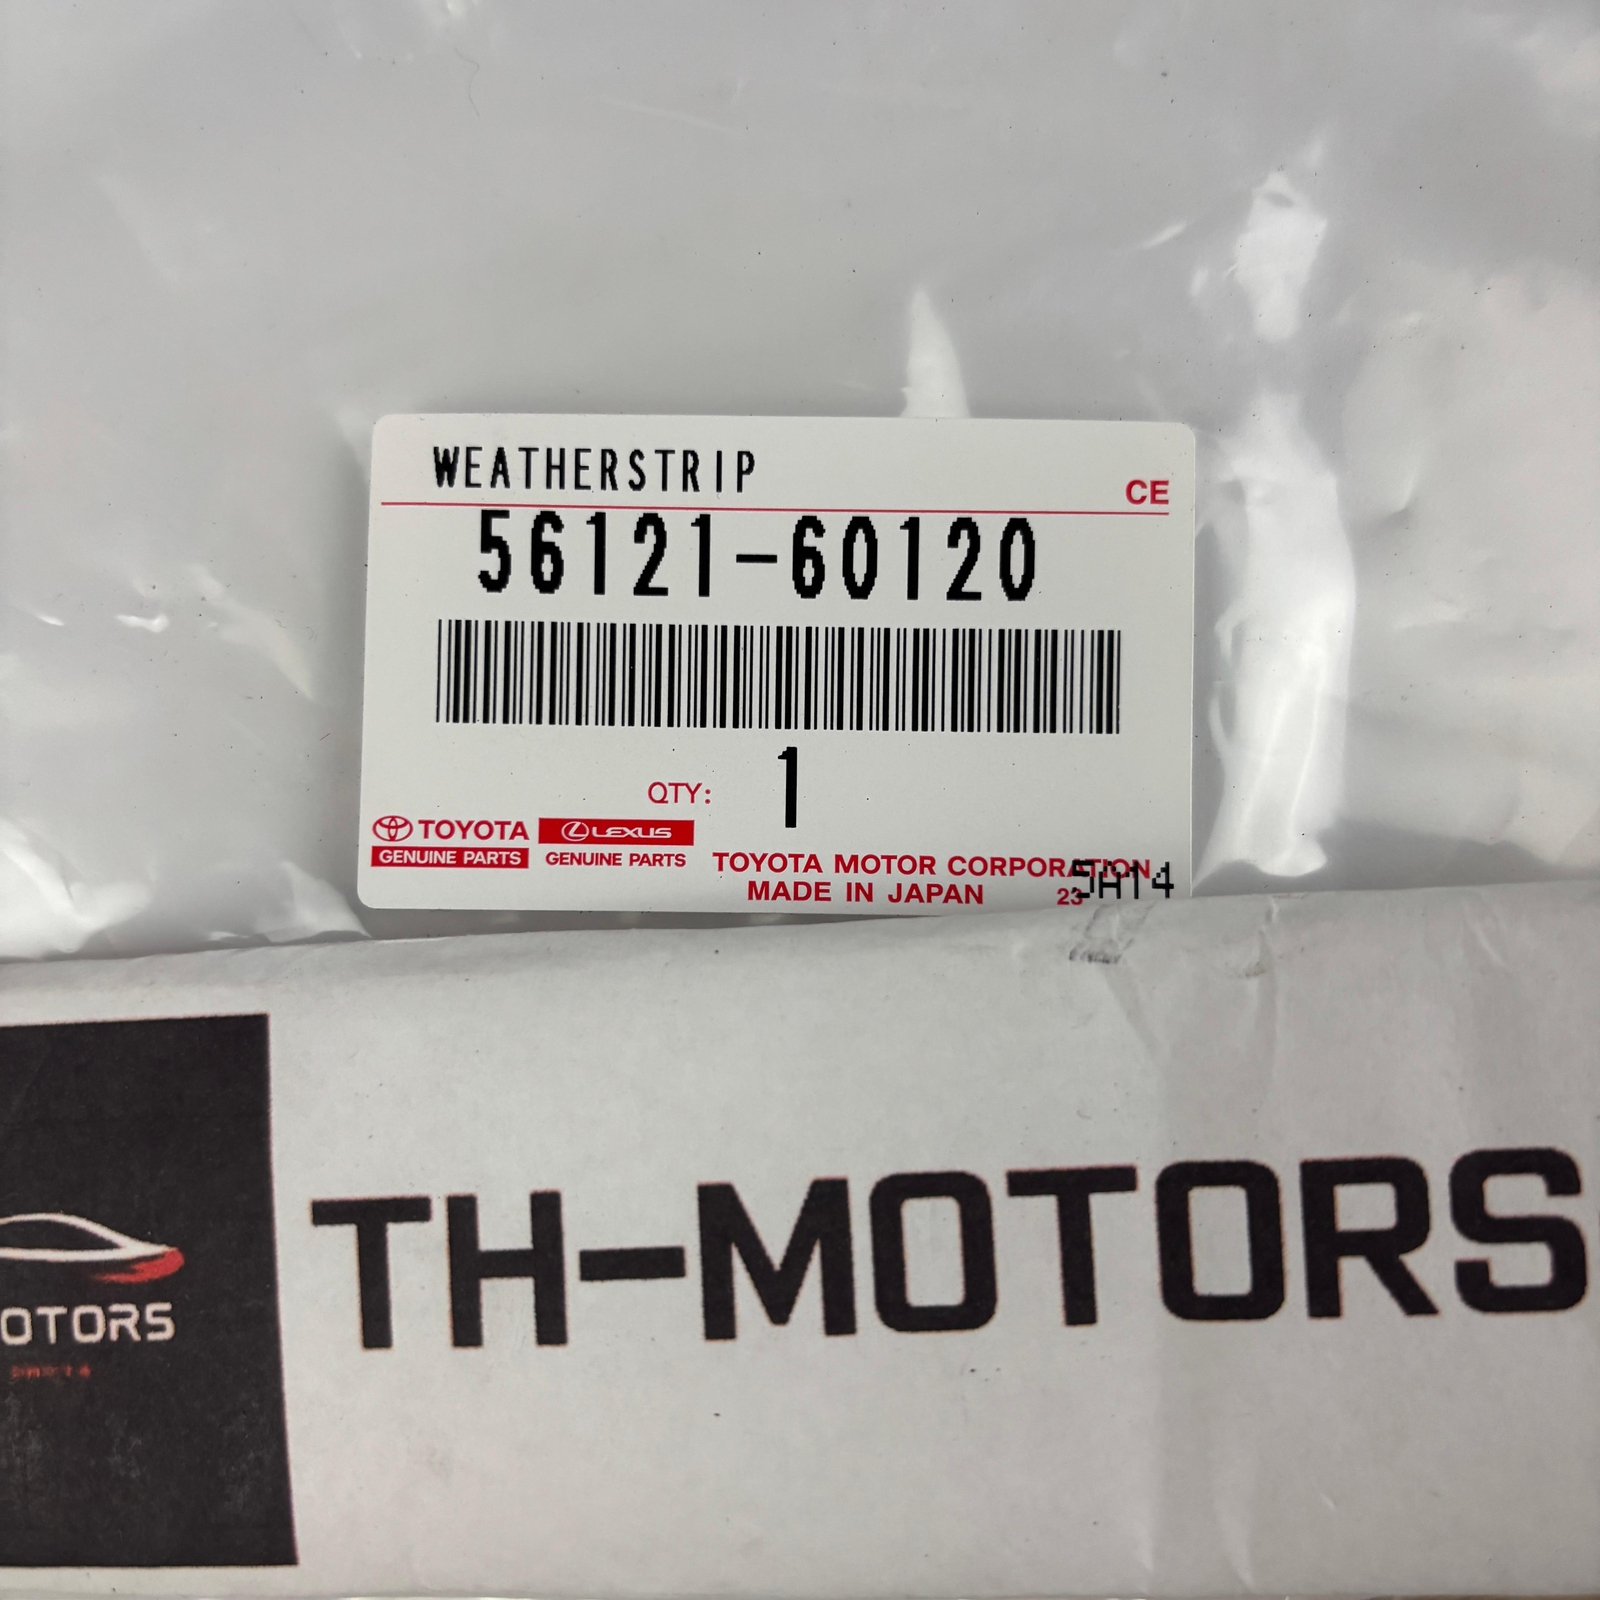 WEATHERSTRIP
CE
56121-60120
QTY: 1
TOYOTA
GENUINE PARTS
LEXUS
GENUINE PARTS
TOYOTA MOTOR CORPORATION
MADE IN JAPAN
23
5A14
OTORS
TH-MOTORS